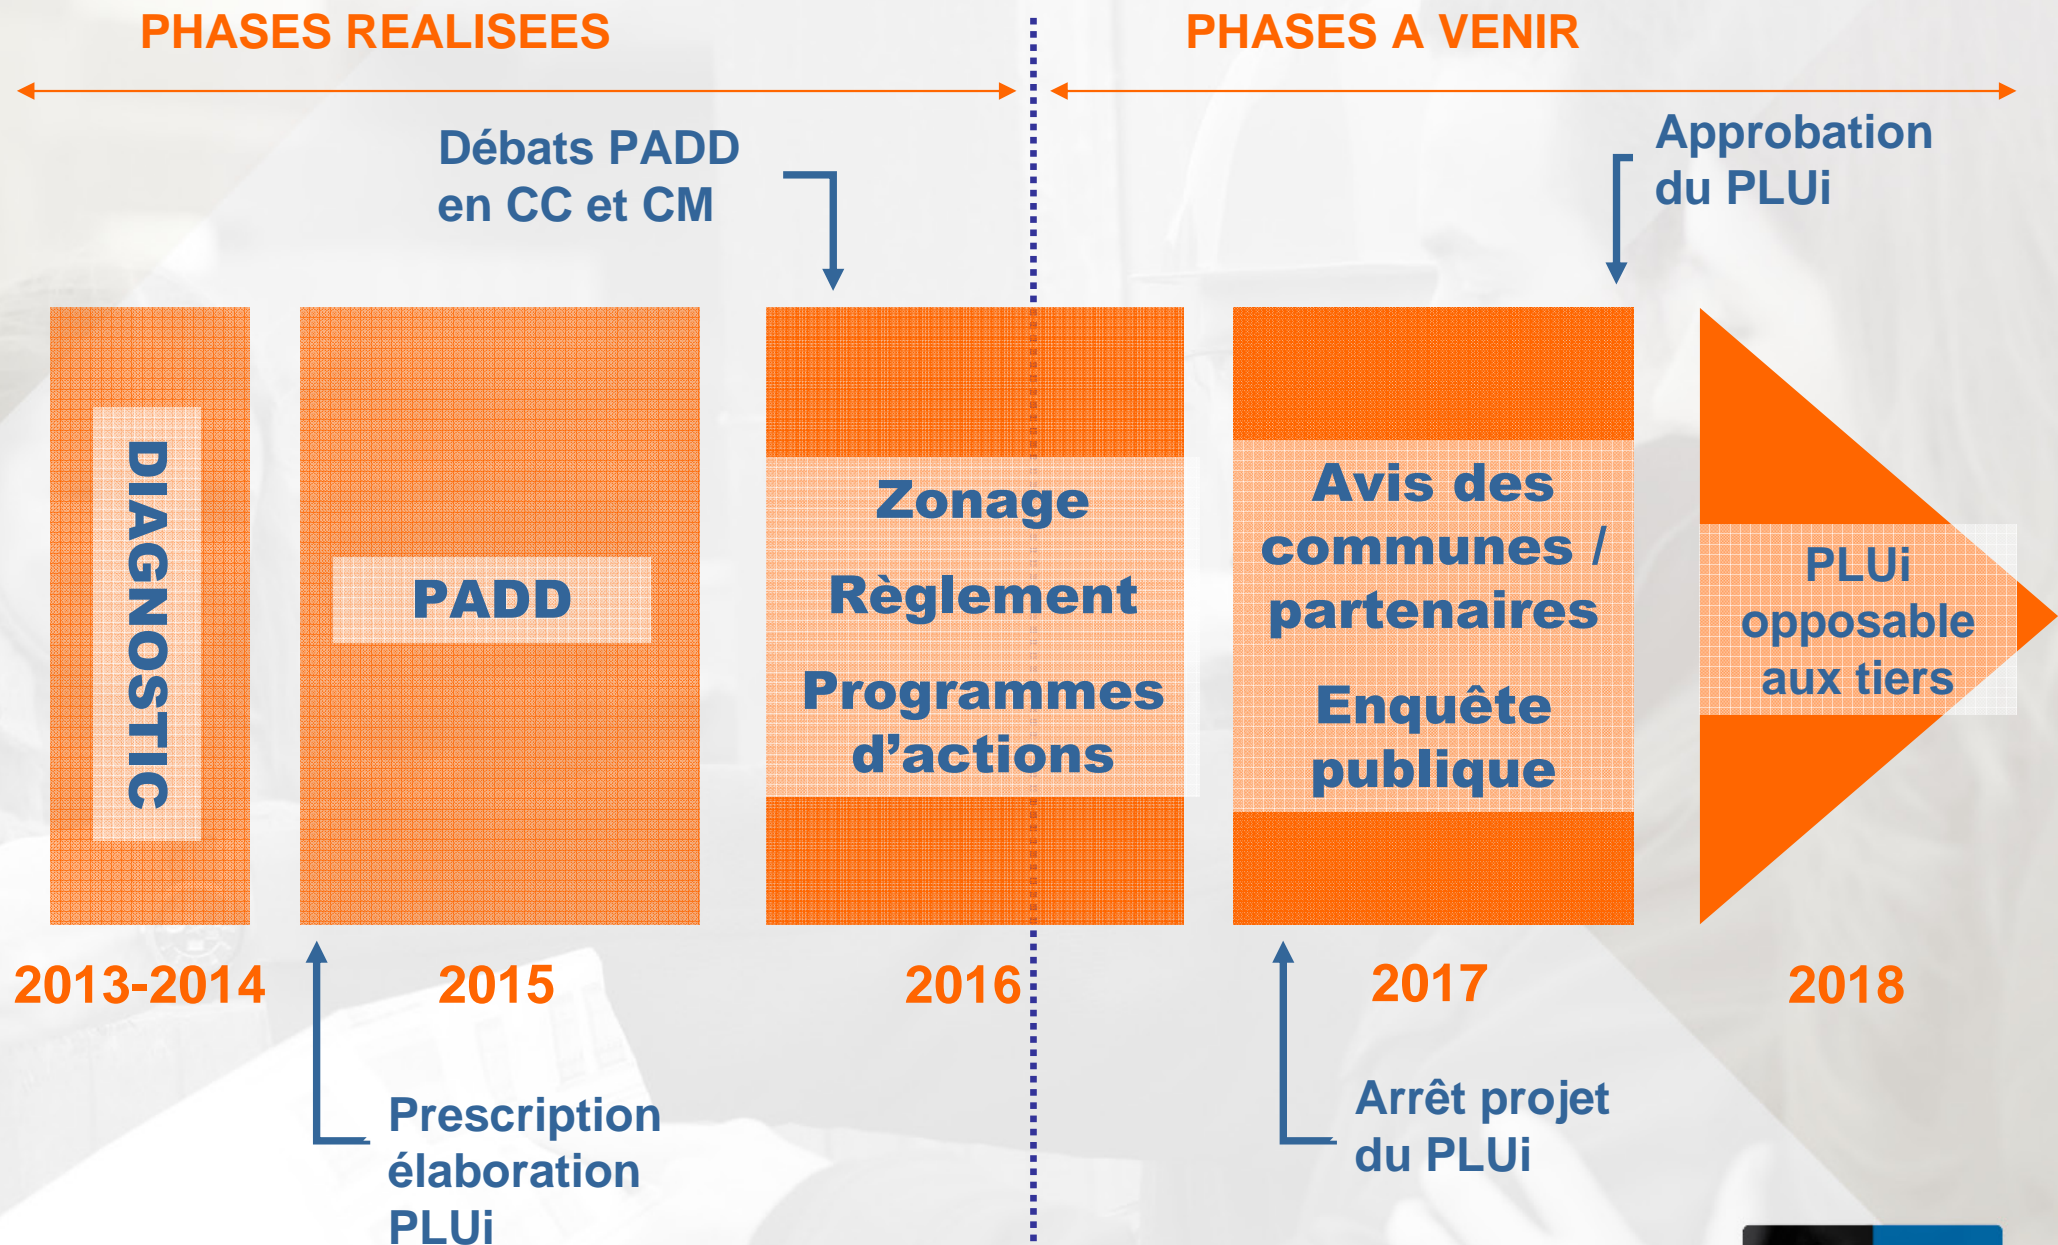 PHASES REALISEES
PHASES A VENIR
Débats PADD
en CC et CM
Approbation
du PLUi
DIAGNOSTIC
PADD
Zonage
Règlement
Programmes
d’actions
Avis des
communes /
partenaires
Enquête
publique
PLUi
opposable
aux tiers
2013-2014
2015
2016
2017
2018
Prescription
élaboration
PLUi
Arrêt projet
du PLUi